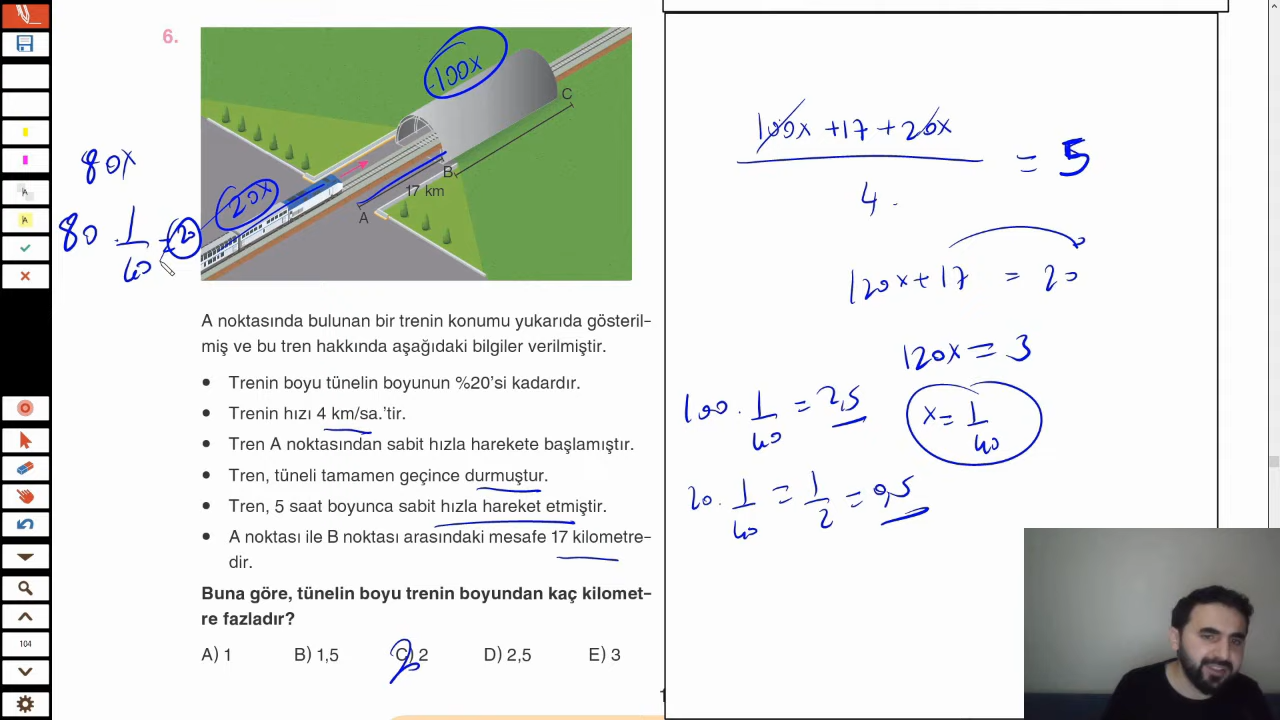 6.
100x
20x
A
B
C
17 km
80x
80 . 1/40 = 20
A noktasında bulunan bir trenin konumu yukarıda gösteril-
miş ve bu tren hakkında aşağıdaki bilgiler verilmiştir.
• Trenin boyu tünelin boyunun %20'si kadardır.
• Trenin hızı 4 km/sa.'tir.
• Tren A noktasından sabit hızla harekete başlamıştır.
• Tren, tüneli tamamen geçince durmuştur.
• Tren, 5 saat boyunca sabit hızla hareket etmiştir.
• A noktası ile B noktası arasındaki mesafe 17 kilometre-
dir.
Buna göre, tünelin boyu trenin boyundan kaç kilomet-
re fazladır?
A) 1 B) 1,5 C) 2 D) 2,5 E) 3
100x + 17 + 20x
4 = 5
120x + 17 = 20
120x = 3
x = 1/40
100 . 1/40 = 2,5
20 . 1/40 = 1/2 = 0,5
104